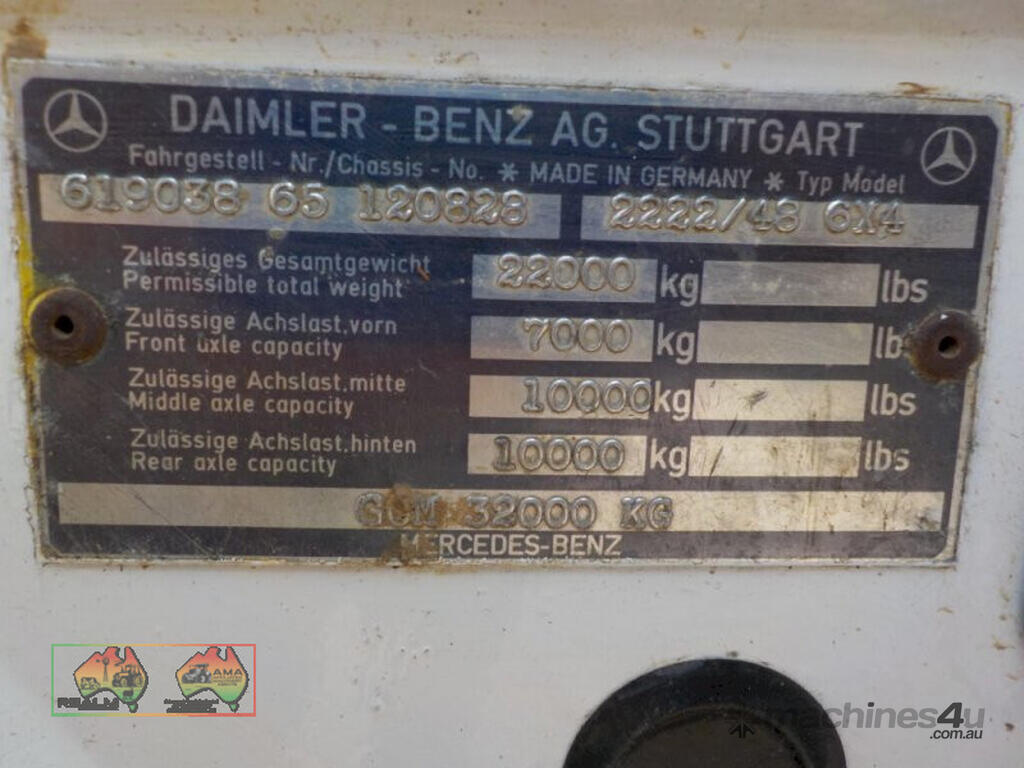 DAIMLER - BENZ AG. STUTTGART
Fahrgestell - Nr./Chassis - No. * MADE IN GERMANY * Typ Model
619038 65 120828 2222/48 6X4
Zulässiges Gesamtgewicht
Permissible total weight 22000 kg lbs
Zulässige Achslast.vorn
Front axle capacity 7000 kg lb
Zulässige Achslast.mitte
Middle axle capacity 10000 kg lbs
Zulässige Achslast.hinten
Rear axle capacity 10000 kg lbs
GCM 32000 KG
MERCEDES-BENZ
REALM AMA
machines4u
.com.au